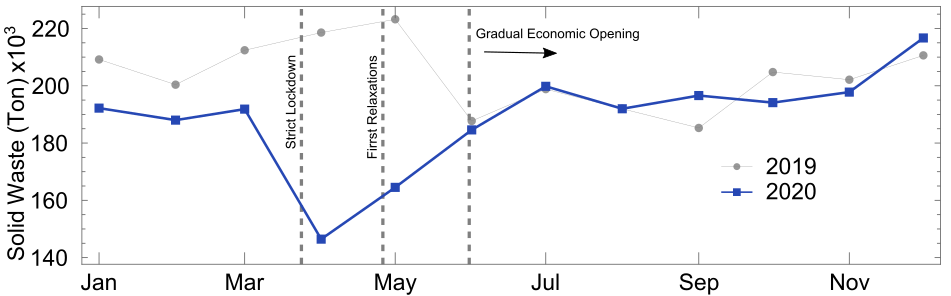 Solid Waste (Ton) x10³
220
200
180
160
140
Strict Lockdown
Firrst Relaxations
Gradual Economic Opening
2019
2020
Jan
Mar
May
Jul
Sep
Nov